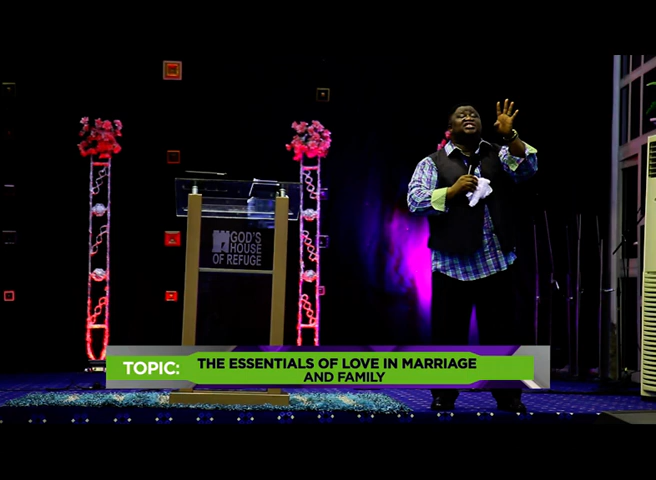 GOD'S
HOUSE
OF REFUGE
TOPIC:
THE ESSENTIALS OF LOVE IN MARRIAGE
AND FAMILY